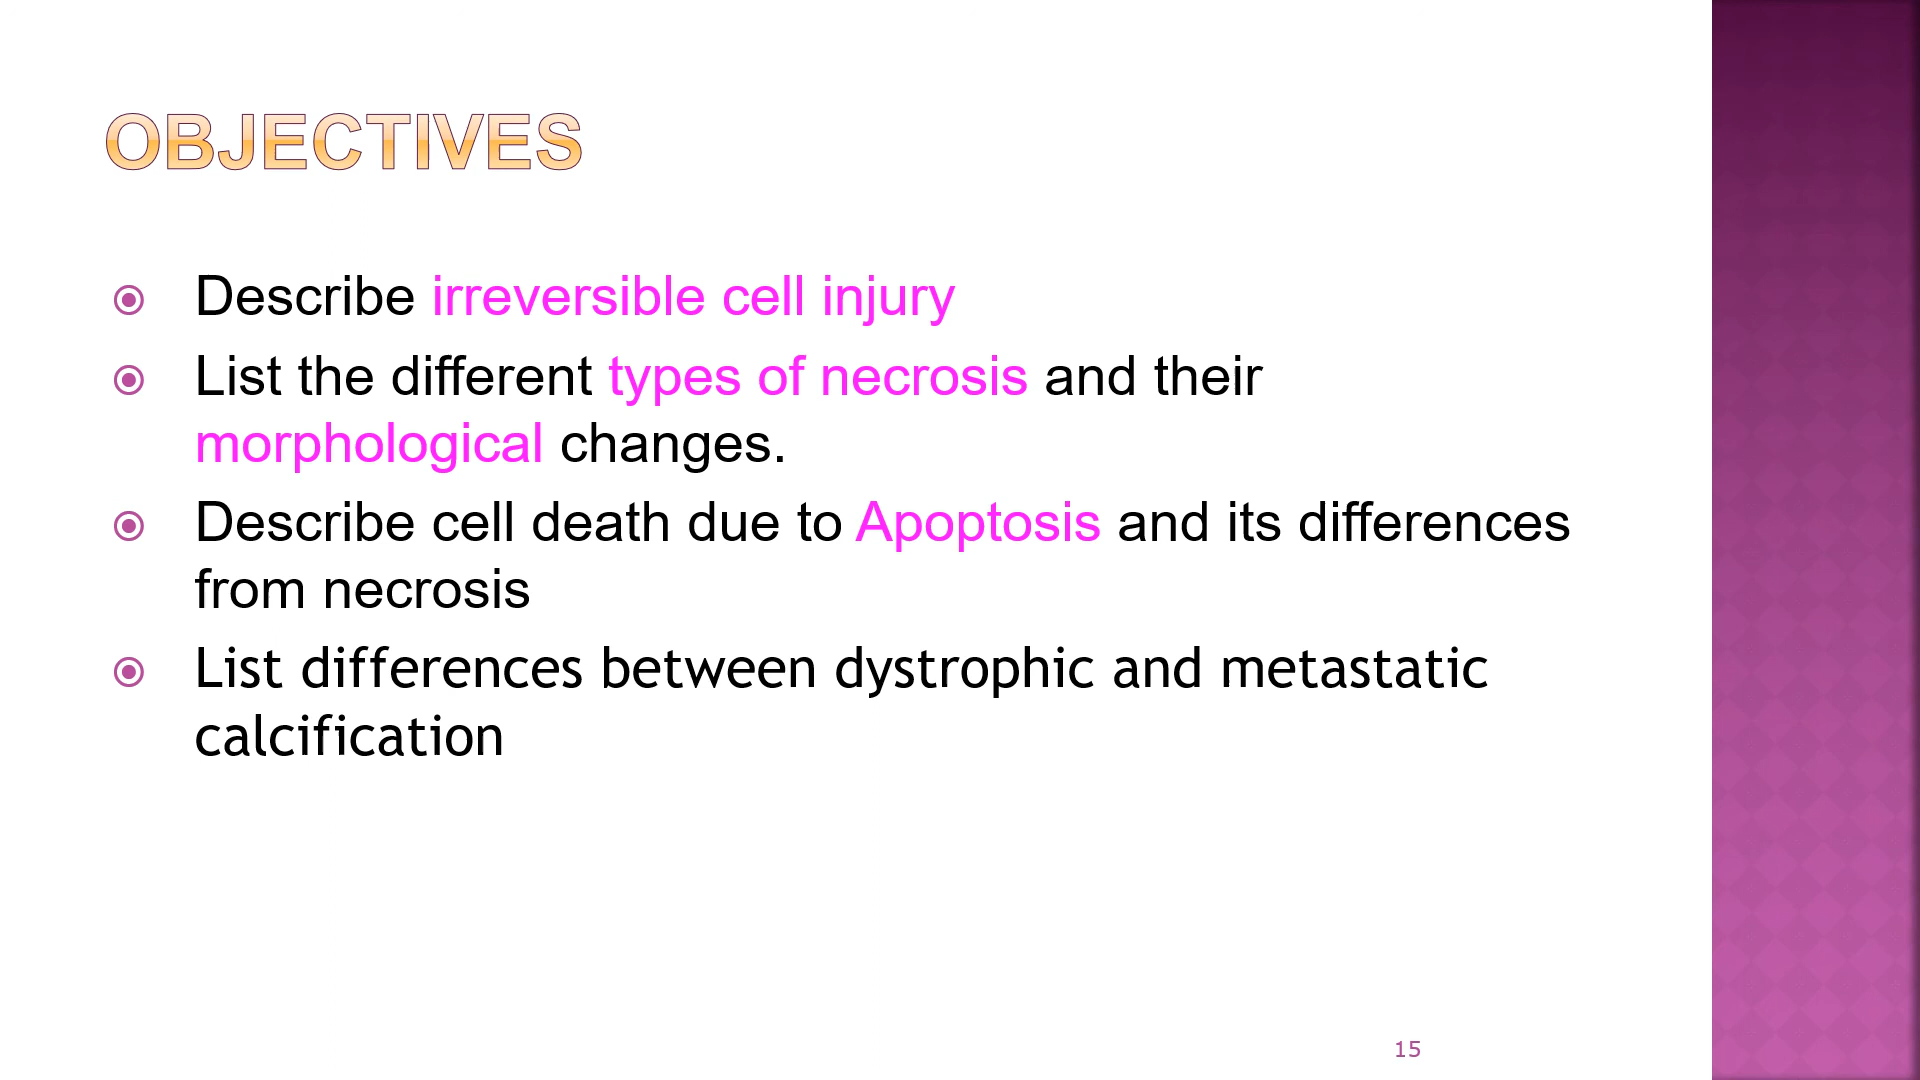 OBJECTIVES
Describe irreversible cell injury
List the different types of necrosis and their
morphological changes.
Describe cell death due to Apoptosis and its differences
from necrosis
List differences between dystrophic and metastatic
calcification
15